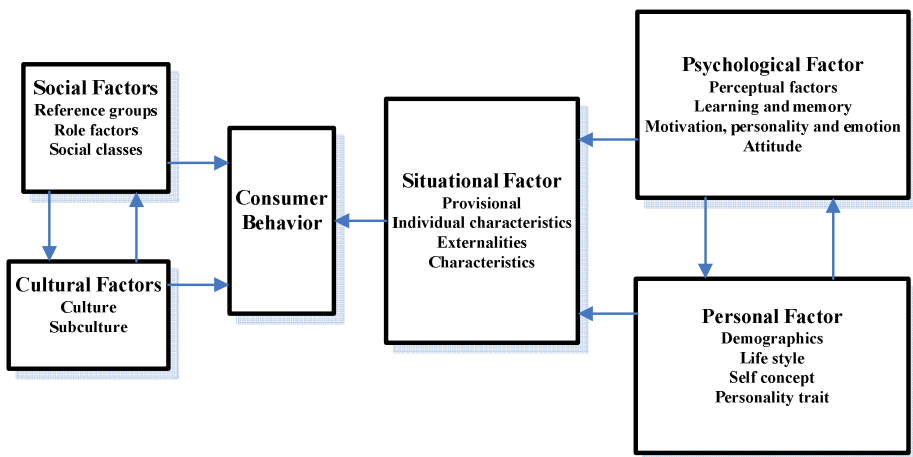 Social Factors
Reference groups
Role factors
Social classes
Cultural Factors
Culture
Subculture
Consumer
Behavior
Situational Factor
Provisional
Individual characteristics
Externalities
Characteristics
Psychological Factor
Perceptual factors
Learning and memory
Motivation, personality and emotion
Attitude
Personal Factor
Demographics
Life style
Self concept
Personality trait